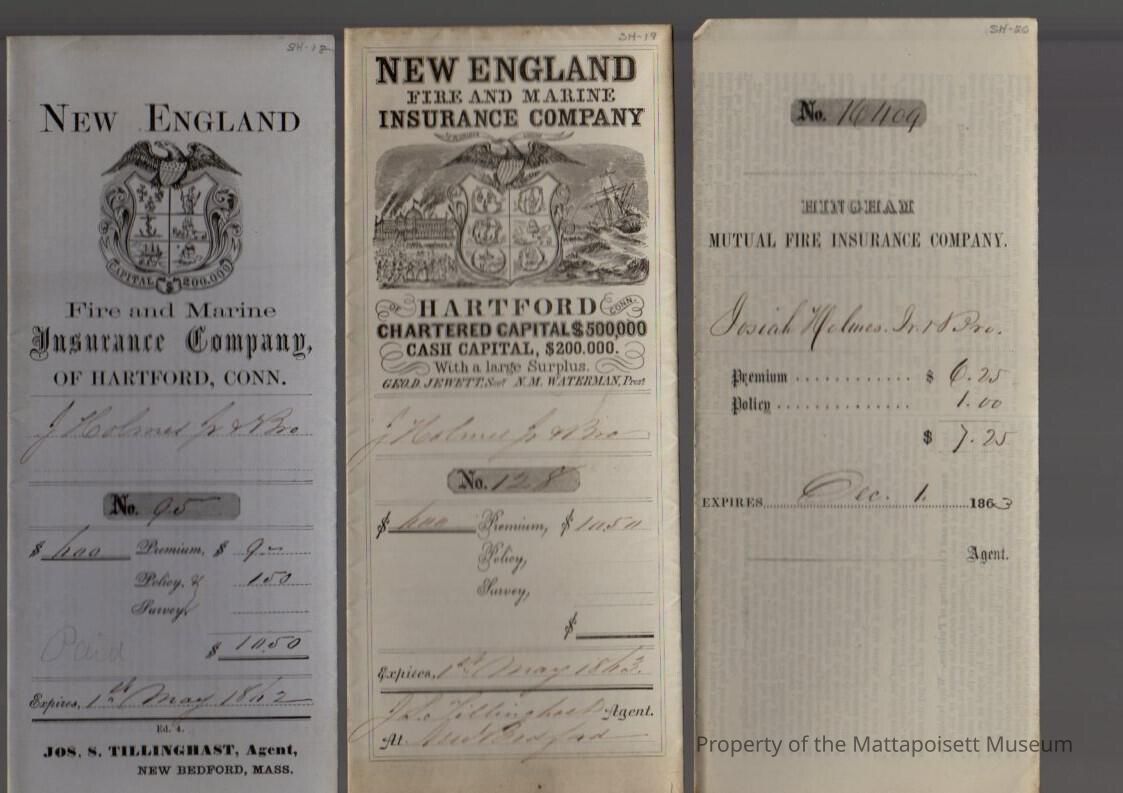 SH-18
NEW ENGLAND
CAPITAL $200.000
Fire and Marine
Insurance Company,
OF HARTFORD, CONN.
J Holmes Jr & Bro
No. 95
$ 600 Premium, $ 9.–
Policy, & 1.50
Survey,
Paid $ 10.50
Expires, 1st May 1862
Ed. 4.
JOS. S. TILLINGHAST, Agent,
NEW BEDFORD, MASS.
SH-19
NEW ENGLAND
FIRE AND MARINE
INSURANCE COMPANY
OF HARTFORD CONN.
CHARTERED CAPITAL $500,000
CASH CAPITAL, $200.000.
With a large Surplus.
GEO. D. JEWETT, Secy N. M. WATERMAN, Prest
J Holmes Jr & Bro
No. 128
$ 600 Premium, $ 10.50
Policy,
Survey,
$
Expires, 1st May 1863.
J. S. Tillinghast Agent.
At New Bedford
SH-20
No. 16409
HINGHAM
MUTUAL FIRE INSURANCE COMPANY.
Josiah Holmes. Jr. & Bro.
Premium ............ $ 6.25
Policy ............. 1.00
$ 7.25
EXPIRES Dec. 1. 1863
Agent.
Property of the Mattapoisett Museum